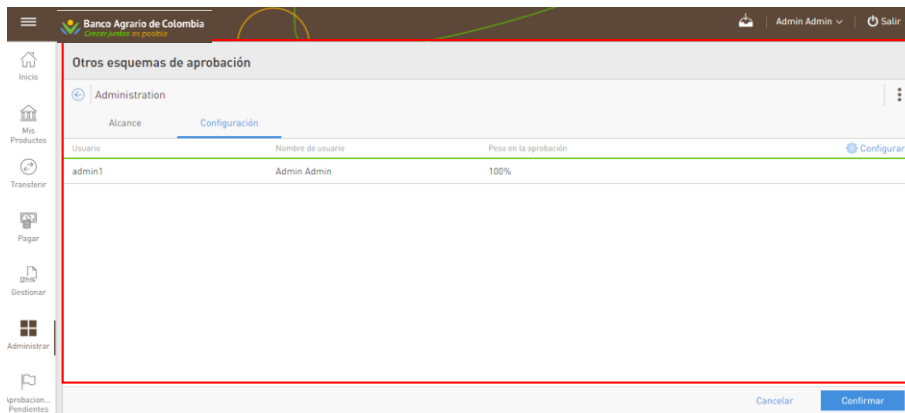 Banco Agrario de Colombia
Crecer juntos es posible
Admin Admin
Salir
Inicio
Mis
Productos
Transferir
Pagar
Gestionar
Administrar
Aprobacion...
Pendientes
Otros esquemas de aprobación
Administration
Alcance Configuración
Usuario Nombre de usuario Peso en la aprobación Configurar
admin1 Admin Admin 100%
Cancelar Confirmar